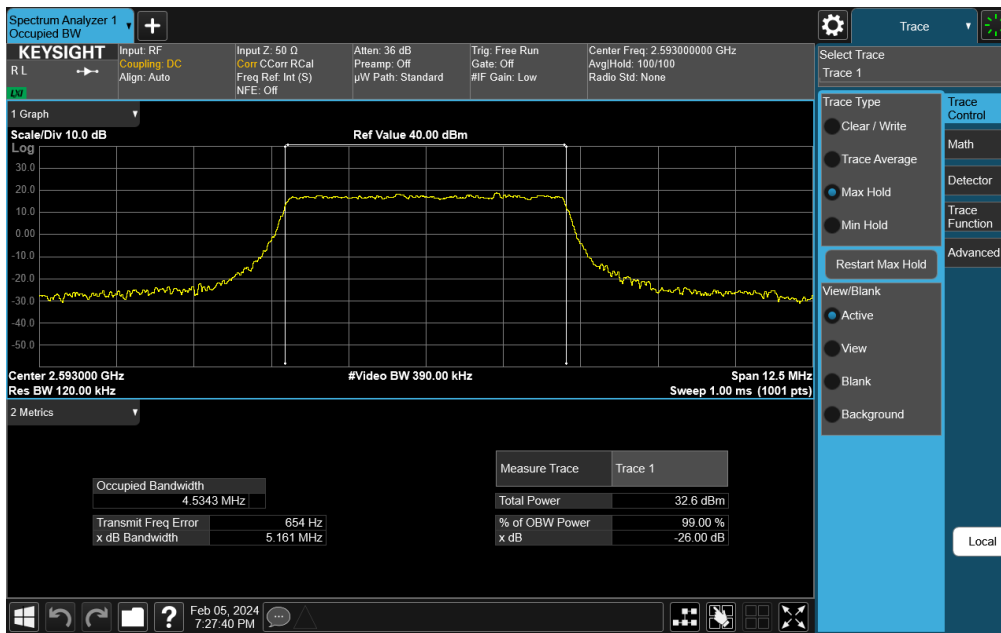 Spectrum Analyzer 1
Occupied BW
Trace
KEYSIGHT
R L
LXI
Input: RF
Coupling: DC
Align: Auto
Input Z: 50 Ω
Corr CCorr RCal
Freq Ref: Int (S)
NFE: Off
Atten: 36 dB
Preamp: Off
µW Path: Standard
Trig: Free Run
Gate: Off
#IF Gain: Low
Center Freq: 2.593000000 GHz
Avg|Hold: 100/100
Radio Std: None
Select Trace
Trace 1
1 Graph
Scale/Div 10.0 dB
Ref Value 40.00 dBm
Log
30.0
20.0
10.0
0.00
-10.0
-20.0
-30.0
-40.0
-50.0
Center 2.593000 GHz
#Video BW 390.00 kHz
Span 12.5 MHz
Res BW 120.00 kHz
Sweep 1.00 ms (1001 pts)
Trace Type
Clear / Write
Trace Average
Max Hold
Min Hold
Restart Max Hold
View/Blank
Active
View
Blank
Background
Trace
Control
Math
Detector
Trace
Function
Advanced
2 Metrics
Occupied Bandwidth
4.5343 MHz
Transmit Freq Error 654 Hz
x dB Bandwidth 5.161 MHz
Measure Trace Trace 1
Total Power 32.6 dBm
% of OBW Power 99.00 %
x dB -26.00 dB
Local
?
Feb 05, 2024
7:27:40 PM